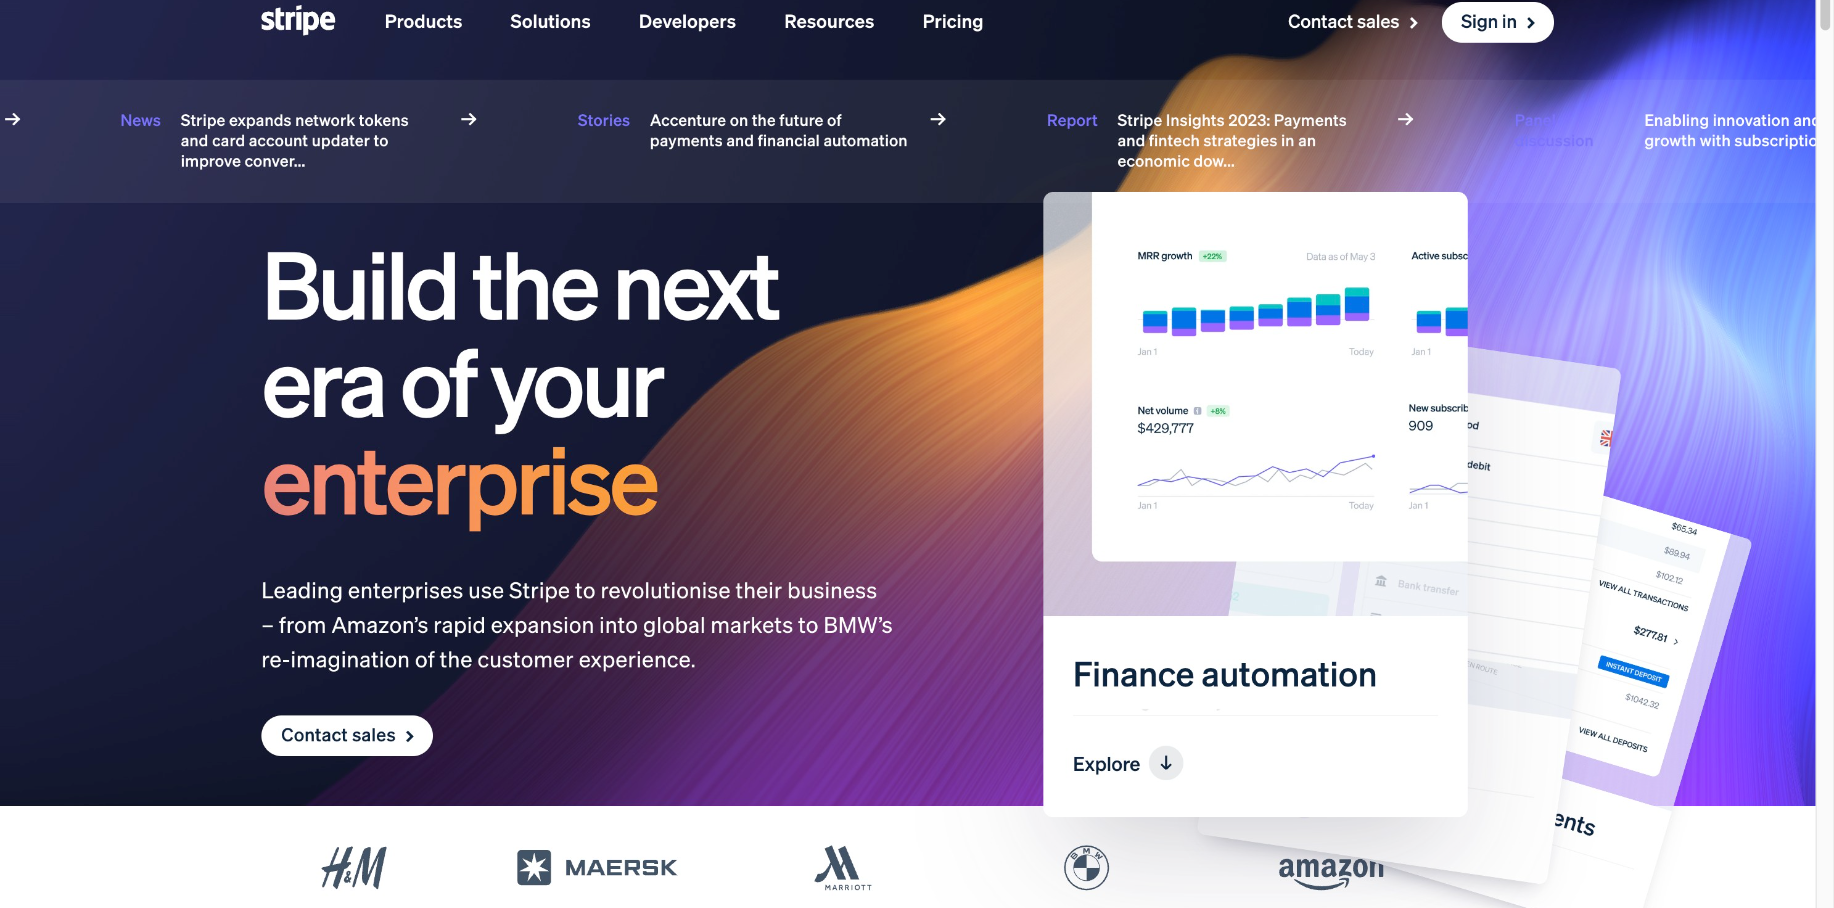 stripe
Products
Solutions
Developers
Resources
Pricing
Contact sales
Sign in
News
Stripe expands network tokens
and card account updater to
improve conver...
Stories
Accenture on the future of
payments and financial automation
Report
Stripe Insights 2023: Payments
and fintech strategies in an
economic dow...
Panel
discussion
Enabling innovation and
growth with subscriptio
Build the next
era of your
enterprise
Leading enterprises use Stripe to revolutionise their business
– from Amazon’s rapid expansion into global markets to BMW’s
re-imagination of the customer experience.
Contact sales
MRR growth
+22%
Data as of May 3
Active subsc
Jan 1
Today
Jan 1
Net volume
+8%
$429,777
New subscrib
909
Jan 1
Today
Jan 1
od
debit
Bank transfer
N ROUTE
$65.34
$89.94
$102.12
VIEW ALL TRANSACTIONS
$277.81
INSTANT DEPOSIT
$1042.32
VIEW ALL DEPOSITS
ents
Finance automation
Explore
H&M
MAERSK
MARRIOTT
BMW
amazon